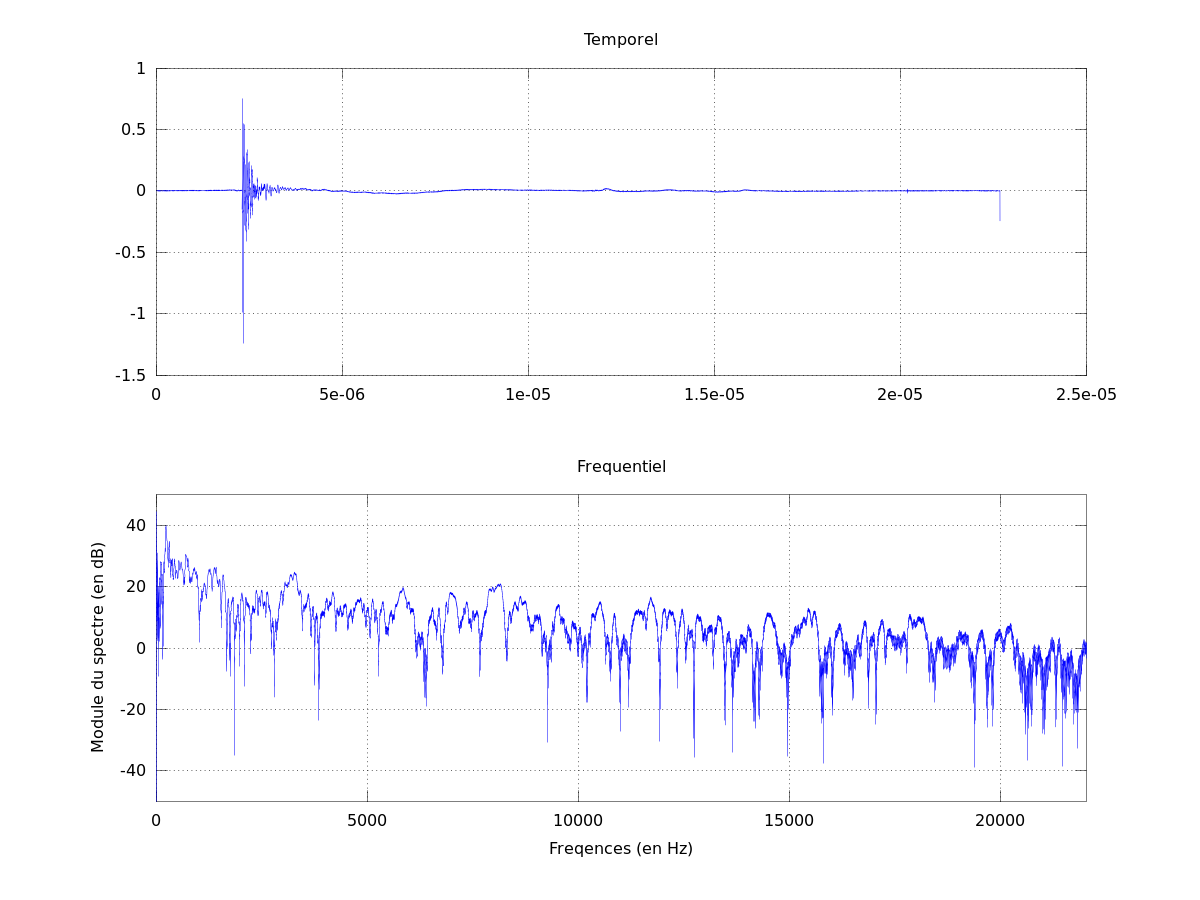 Temporel
1
0.5
0
-0.5
-1
-1.5
0 5e-06 1e-05 1.5e-05 2e-05 2.5e-05
Frequentiel
Module du spectre (en dB)
40
20
0
-20
-40
0 5000 10000 15000 20000
Freqences (en Hz)